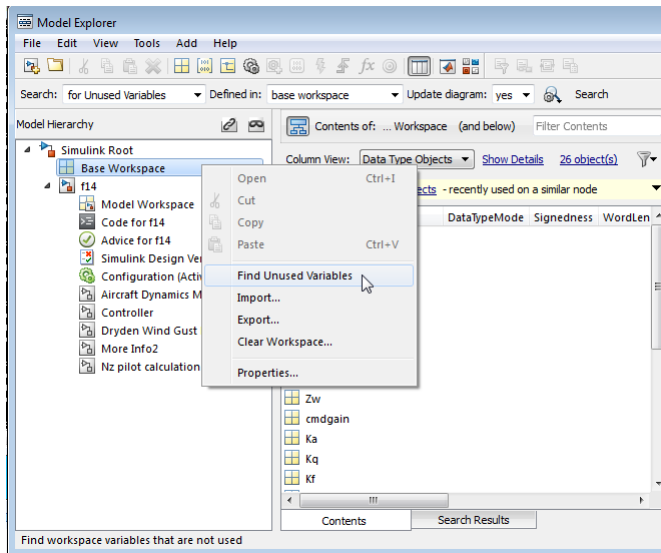 Model Explorer
File Edit View Tools Add Help
fx
Search: for Unused Variables Defined in: base workspace Update diagram: yes Search
Model Hierarchy
Contents of: ... Workspace (and below) Filter Contents
Simulink Root
Column View: Data Type Objects Show Details 26 object(s)
Base Workspace
- recently used on a similar node
f14
DataTypeMode Signedness WordLen
Model Workspace
Code for f14
Advice for f14
Simulink Design Ver
Configuration (Activ
Aircraft Dynamics M
Controller
Dryden Wind Gust
More Info2
Nz pilot calculation
Open Ctrl+I
Cut
Copy
Paste Ctrl+V
Find Unused Variables
Import...
Export...
Clear Workspace...
Properties...
Zw
cmdgain
Ka
Kq
Kf
Contents Search Results
Find workspace variables that are not used